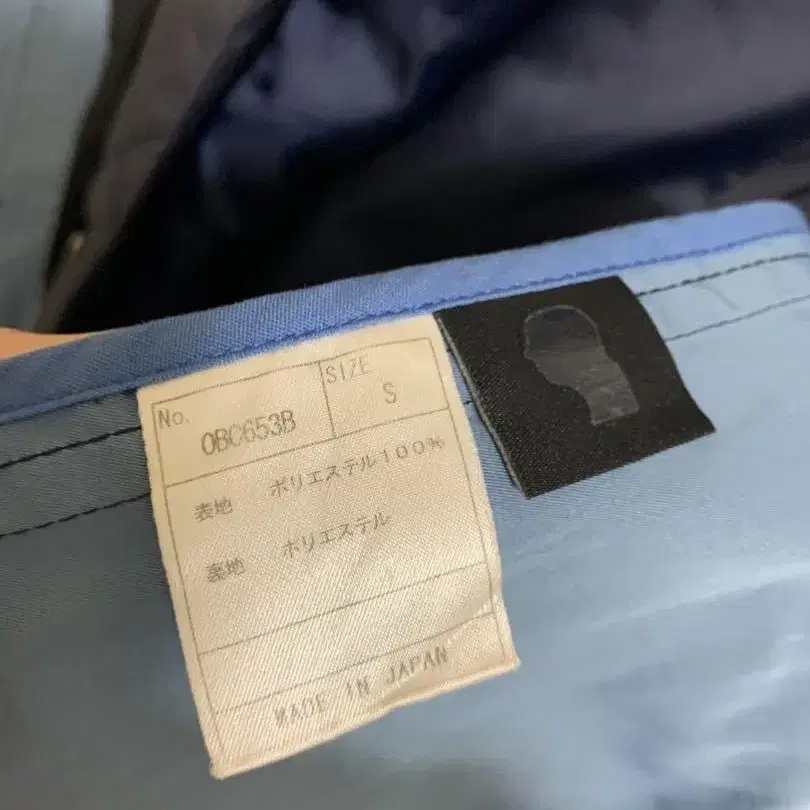 No. 0BC653B
SIZE S
表地 ポリエステル100%
表地 ポリエステル
MADE IN JAPAN